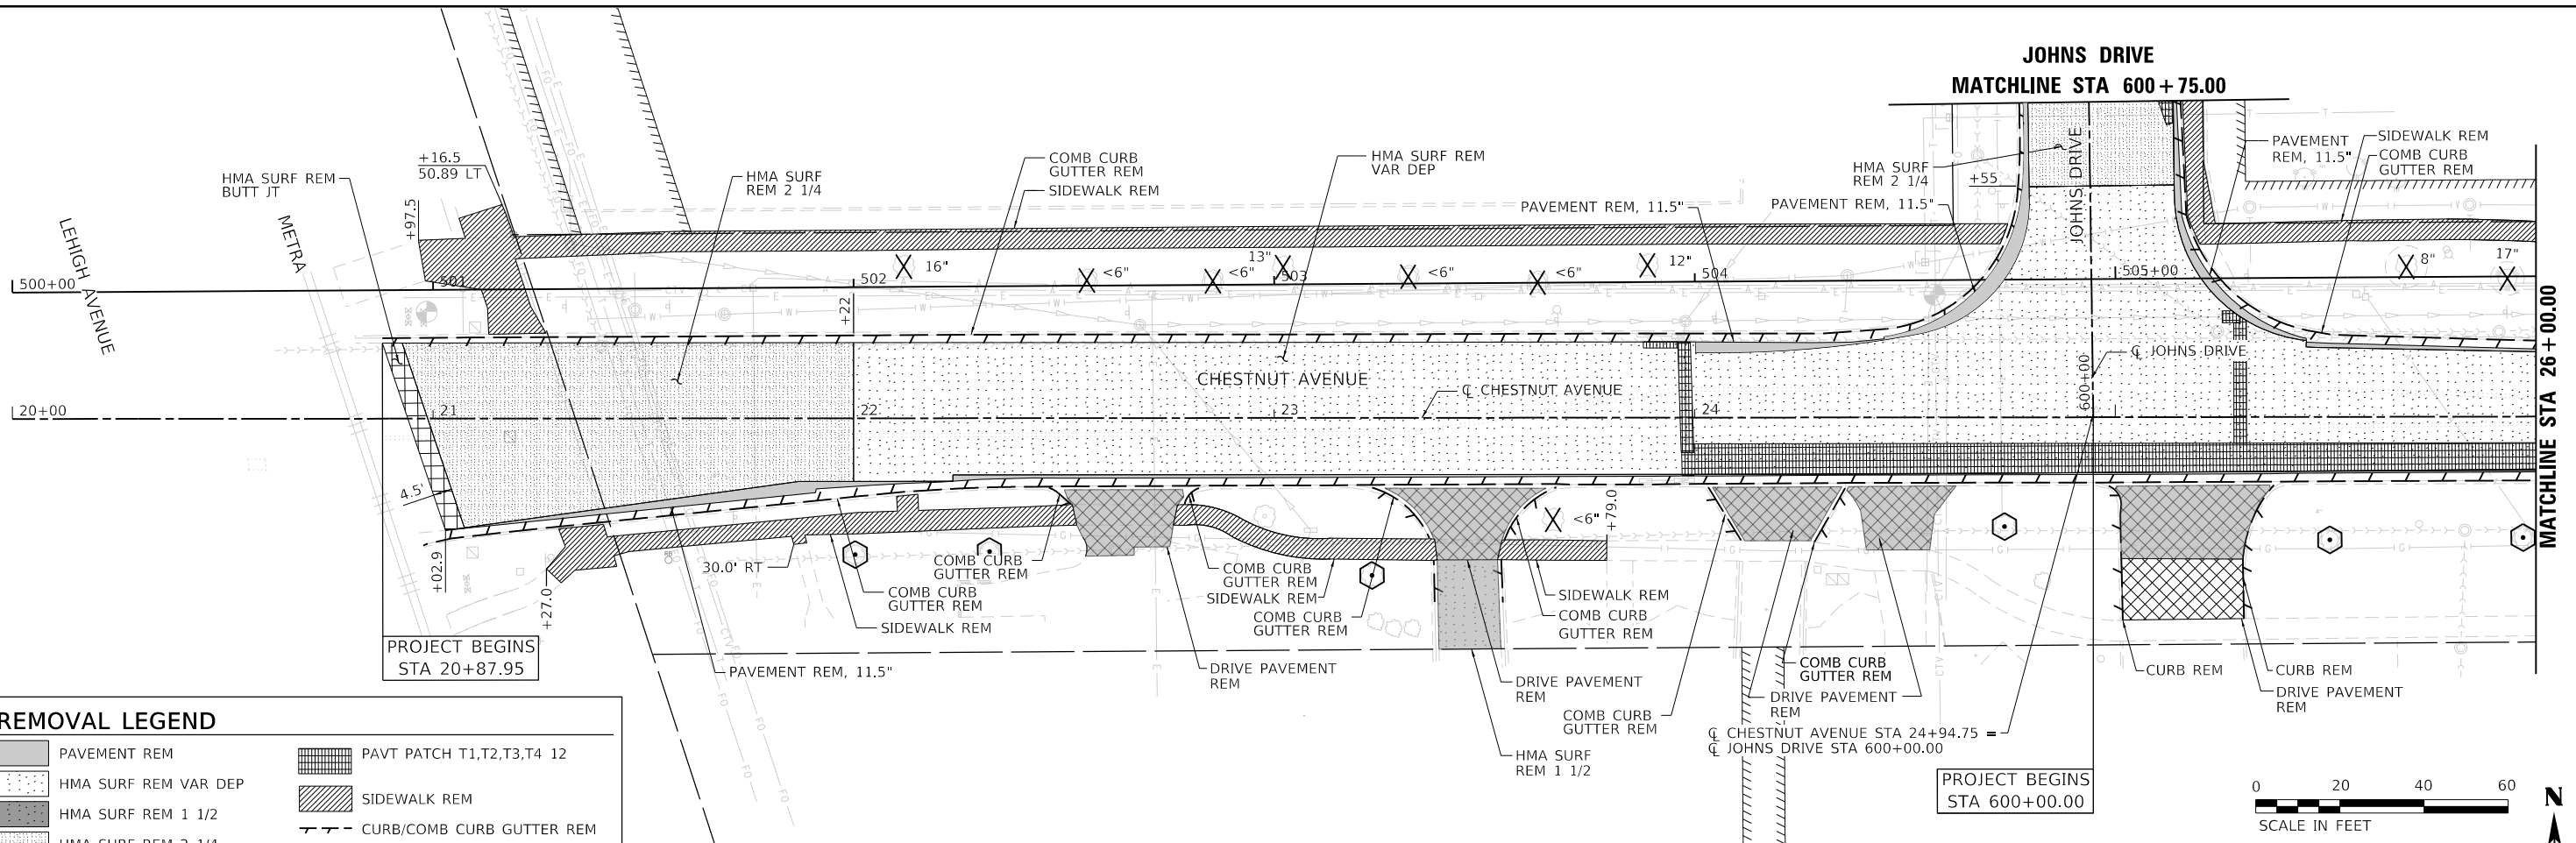 JOHNS DRIVE
MATCHLINE STA 600+75.00
LEHIGH AVENUE
METRA
HMA SURF REM
BUTT JT
+97.5
+16.5
50.89 LT
HMA SURF
REM 2 1/4
COMB CURB
GUTTER REM
SIDEWALK REM
HMA SURF REM
VAR DEP
PAVEMENT REM, 11.5"
PAVEMENT REM, 11.5"
HMA SURF
REM 2 1/4
+55
JOHNS DRIVE
PAVEMENT
REM, 11.5"
SIDEWALK REM
COMB CURB
GUTTER REM
500+00
501
502
503
504
505+00
+22
16"
<6"
<6"
13"
<6"
<6"
12"
8"
17"
MATCHLINE STA 26+00.00
CHESTNUT AVENUE
℄ CHESTNUT AVENUE
℄ JOHNS DRIVE
600+00
20+00
21
22
23
24
4.5'
+02.9
+27.0
30.0' RT
<6"
+79.0
COMB CURB
GUTTER REM
COMB CURB
GUTTER REM
SIDEWALK REM
COMB CURB
GUTTER REM
SIDEWALK REM
COMB CURB
GUTTER REM
SIDEWALK REM
COMB CURB
GUTTER REM
PAVEMENT REM, 11.5"
DRIVE PAVEMENT
REM
DRIVE PAVEMENT
REM
COMB CURB
GUTTER REM
HMA SURF
REM 1 1/2
COMB CURB
GUTTER REM
DRIVE PAVEMENT
REM
CURB REM
CURB REM
DRIVE PAVEMENT
REM
℄ CHESTNUT AVENUE STA 24+94.75 =
℄ JOHNS DRIVE STA 600+00.00
PROJECT BEGINS
STA 20+87.95
PROJECT BEGINS
STA 600+00.00
REMOVAL LEGEND
PAVEMENT REM
HMA SURF REM VAR DEP
HMA SURF REM 1 1/2
HMA SURF REM 2 1/4
PAVT PATCH T1,T2,T3,T4 12
SIDEWALK REM
CURB/COMB CURB GUTTER REM
0 20 40 60
SCALE IN FEET
N